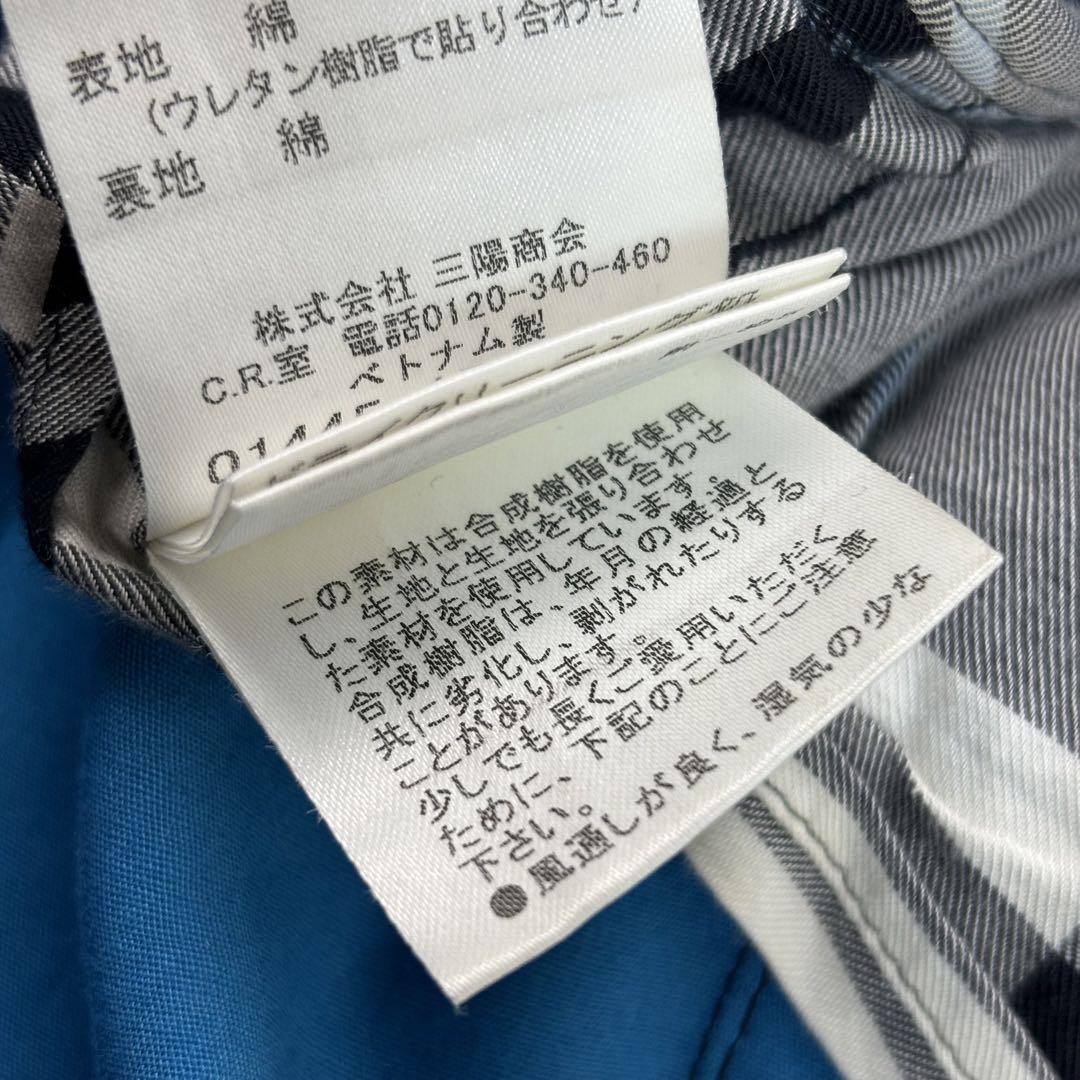 表地 綿
(ウレタン樹脂で貼り合わせ)
裏地 綿
株式会社 三陽商会
C.R.室 電話0120-340-460
ベトナム製
この素材は合成樹脂を使用
し、生地と生地を張り合わせ
た素材を使用しています。
合成樹脂は、年月の経過と
共に劣化し、剥がれたりする
ことがあります。
少しでも長くご愛用いただく
ために、下記のことにご注意
下さい。
●風通しが良く、湿気の少な